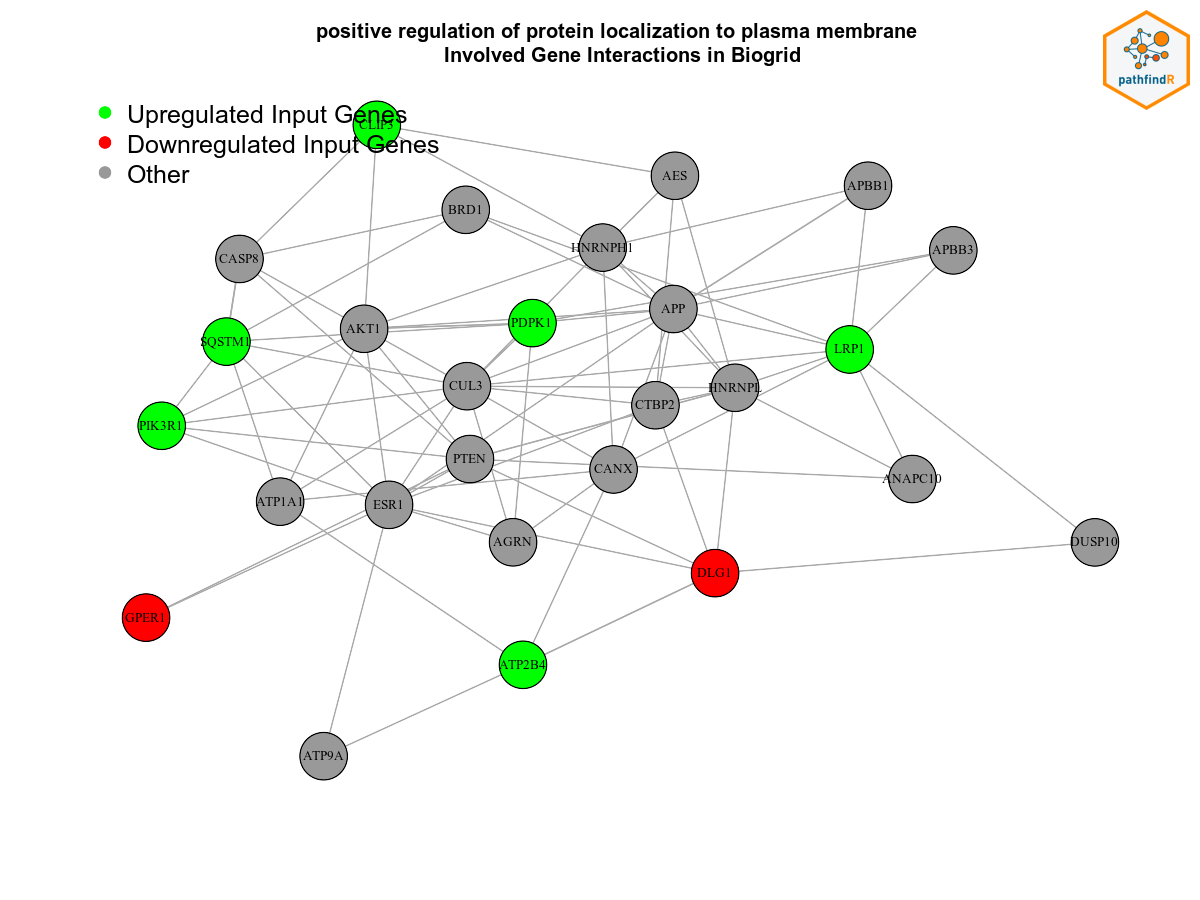 positive regulation of protein localization to plasma membrane
Involved Gene Interactions in Biogrid
pathfindR
Upregulated Input Genes
Downregulated Input Genes
Other
CLIP3
AES
APBB1
BRD1
HNRNPH1
APBB3
CASP8
APP
PDPK1
AKT1
SQSTM1
LRP1
CUL3
HNRNPL
CTBP2
PIK3R1
PTEN
CANX
ANAPC10
ATP1A1
ESR1
AGRN
DUSP10
DLG1
GPER1
ATP2B4
ATP9A